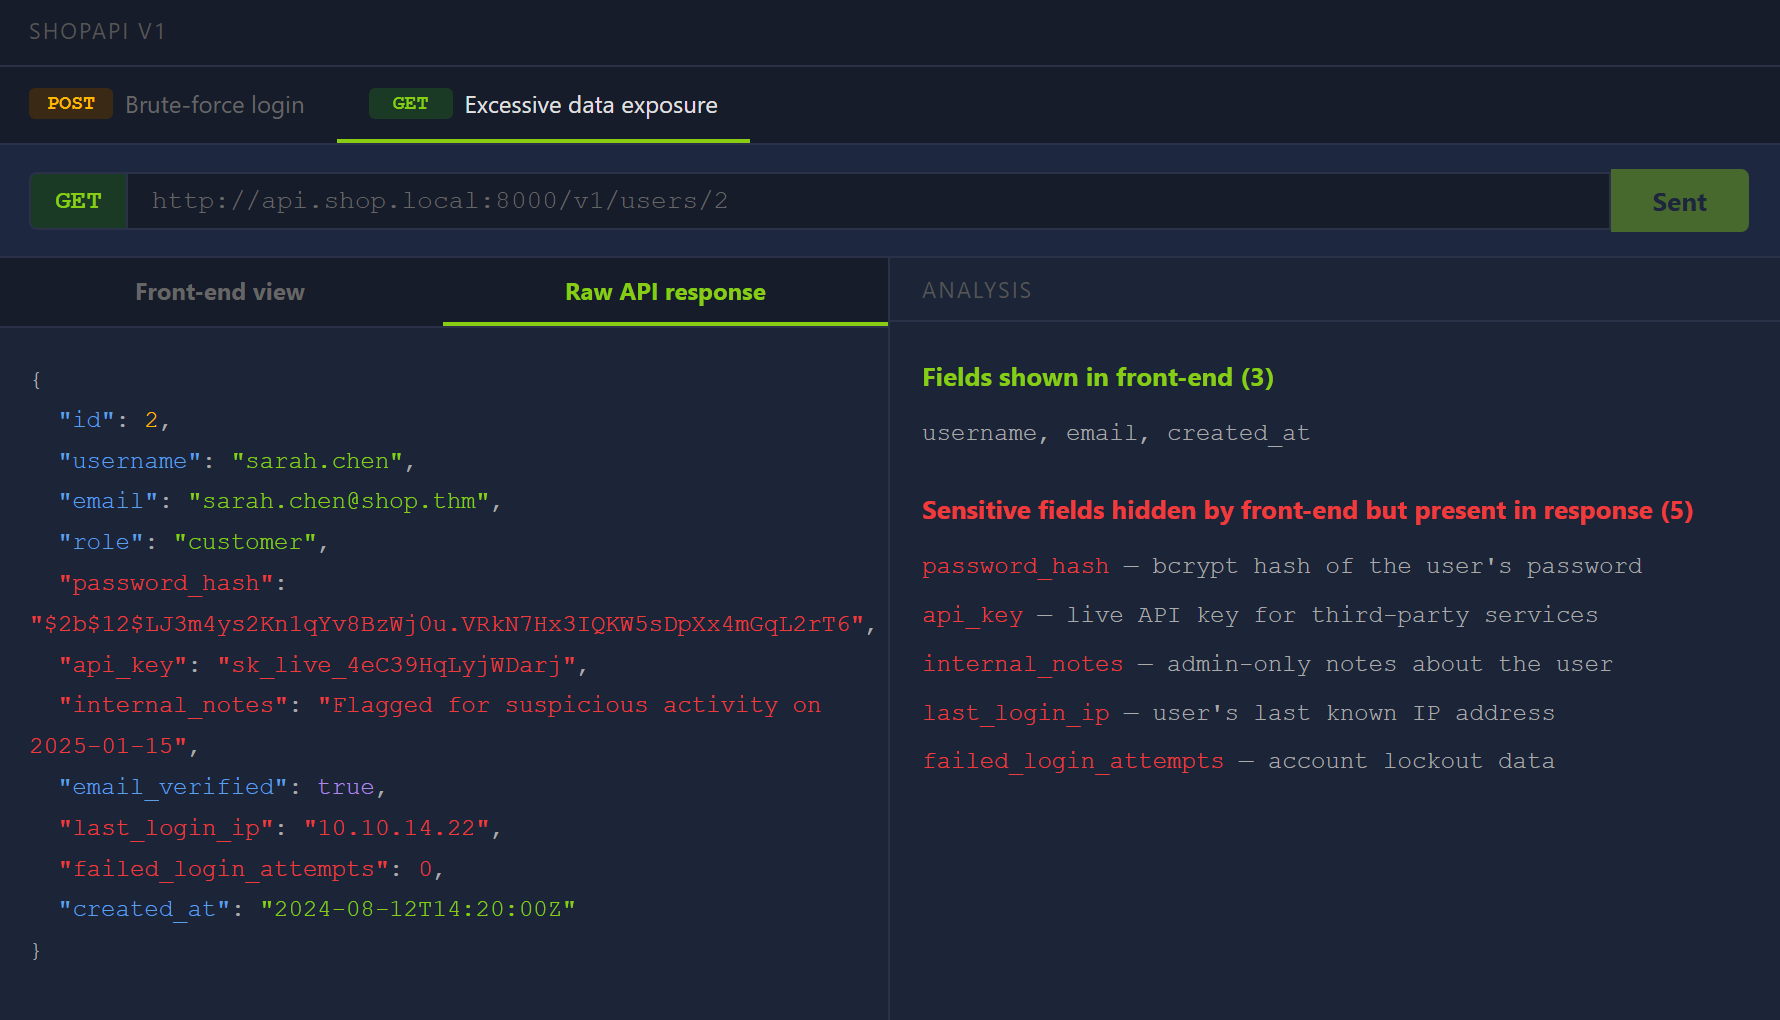 SHOPAPI V1
POST Brute-force login GET Excessive data exposure
GET http://api.shop.local:8000/v1/users/2 Sent
Front-end view Raw API response
{
"id": 2,
"username": "sarah.chen",
"email": "sarah.chen@shop.thm",
"role": "customer",
"password_hash":
"$2b$12$LJ3m4ys2Kn1qYv8BzWj0u.VRkN7Hx3IQKW5sDpXx4mGqL2rT6",
"api_key": "sk_live_4eC39HqLyjWDarj",
"internal_notes": "Flagged for suspicious activity on
2025-01-15",
"email_verified": true,
"last_login_ip": "10.10.14.22",
"failed_login_attempts": 0,
"created_at": "2024-08-12T14:20:00Z"
}
ANALYSIS
Fields shown in front-end (3)
username, email, created_at
Sensitive fields hidden by front-end but present in response (5)
password_hash — bcrypt hash of the user's password
api_key — live API key for third-party services
internal_notes — admin-only notes about the user
last_login_ip — user's last known IP address
failed_login_attempts — account lockout data